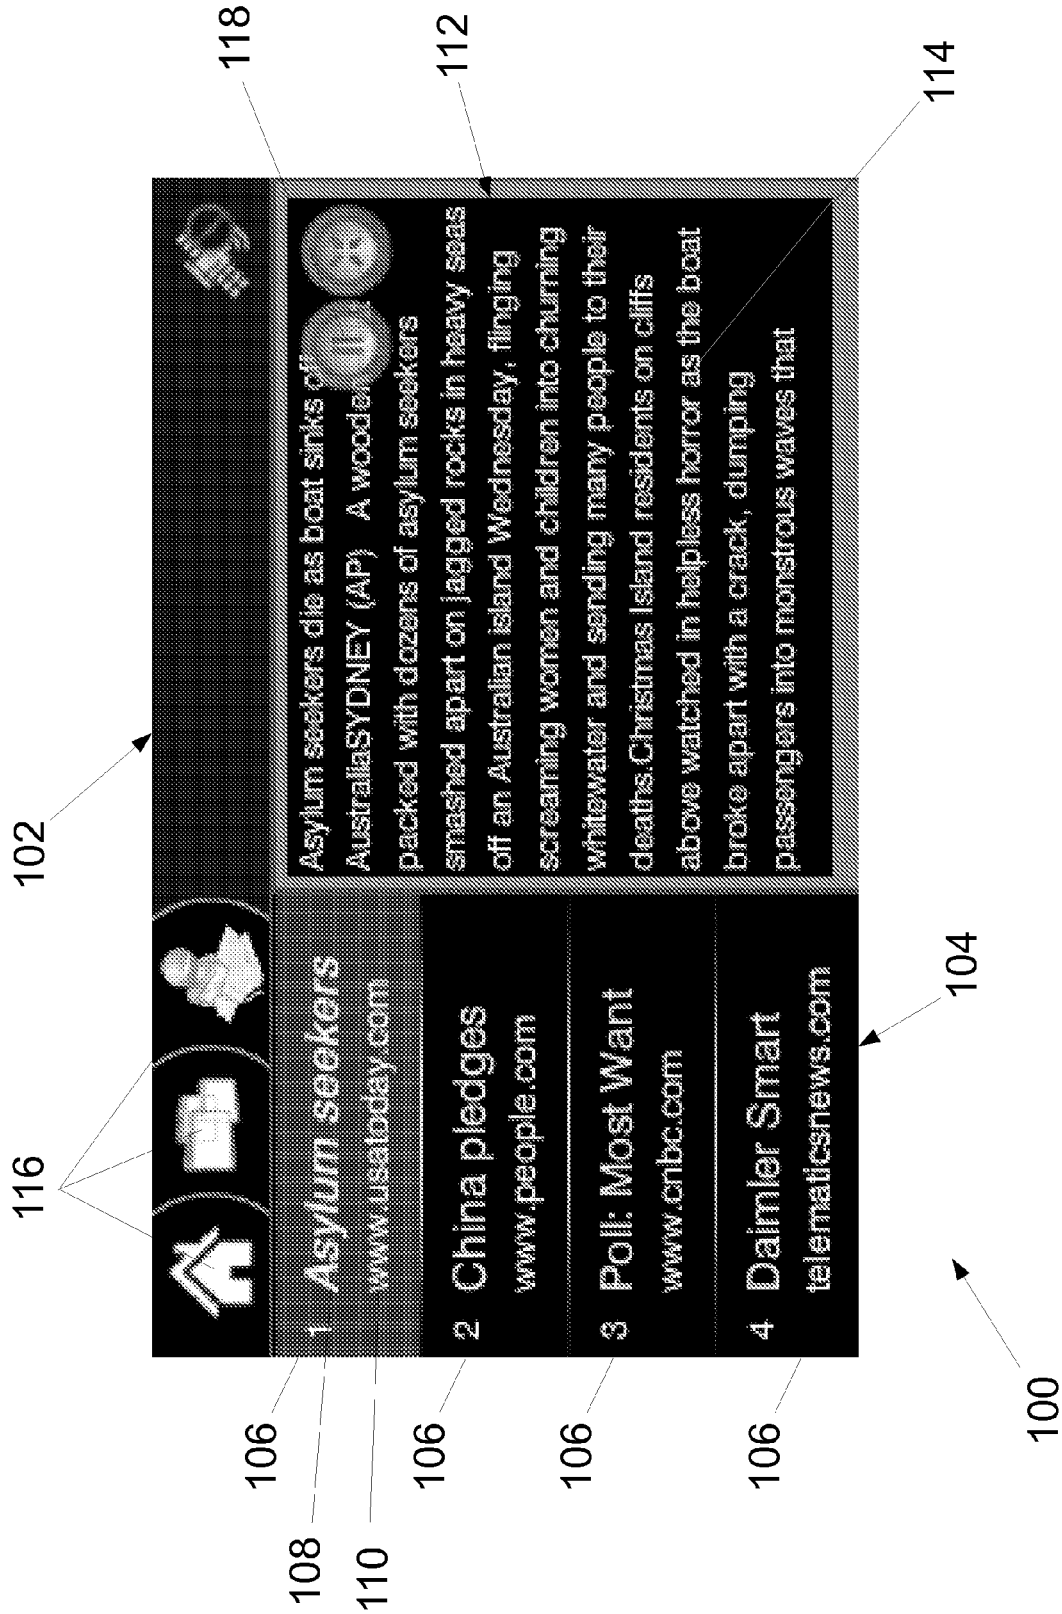 102
116
118
112
114
106
108
110
106
106
106
104
100
1 Asylum seekers
www.usatoday.com
2 China pledges
www.people.com
3 Poll: Most Want
www.cnbc.com
4 Daimler Smart
telematicsnews.com
Asylum seekers die as boat sinks
AustraliaSYDNEY (AP) A wooden
packed with dozens of asylum seekers
smashed apart on jagged rocks in heavy seas
off an Australian island Wednesday, flinging
screaming women and children into churning
whitewater and sending many people to their
deaths.Christmas Island residents on cliffs
above watched in helpless horror as the boat
broke apart with a crack, dumping
passengers into monstrous waves that